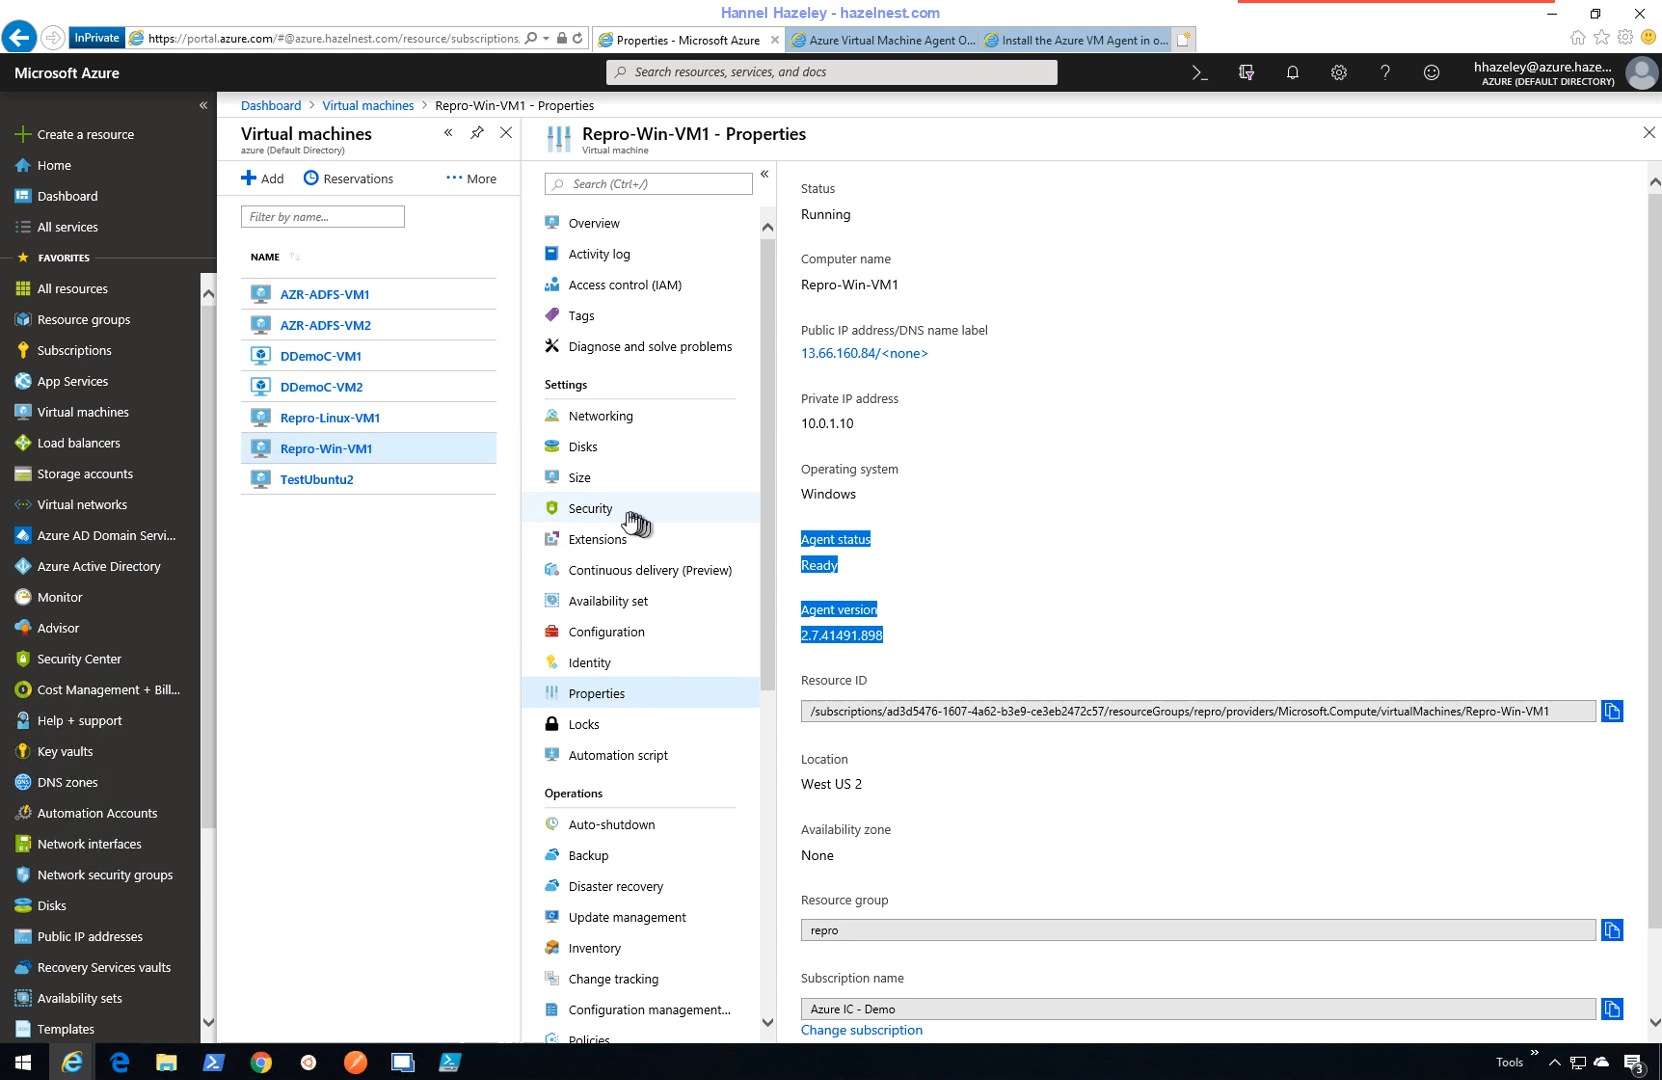 Hannel Hazeley - hazelnest.com
InPrivate
https://portal.azure.com/#@azure.hazelnest.com/resource/subscriptions,
Properties - Microsoft Azure
Azure Virtual Machine Agent O...
Install the Azure VM Agent in o...
Microsoft Azure
Search resources, services, and docs
hhazeley@azure.haze...
AZURE (DEFAULT DIRECTORY)
Create a resource
Home
Dashboard
All services
FAVORITES
All resources
Resource groups
Subscriptions
App Services
Virtual machines
Load balancers
Storage accounts
Virtual networks
Azure AD Domain Servi...
Azure Active Directory
Monitor
Advisor
Security Center
Cost Management + Bill...
Help + support
Key vaults
DNS zones
Automation Accounts
Network interfaces
Network security groups
Disks
Public IP addresses
Recovery Services vaults
Availability sets
Templates
Dashboard > Virtual machines > Repro-Win-VM1 - Properties
Virtual machines
azure (Default Directory)
Add
Reservations
More
Filter by name...
NAME
AZR-ADFS-VM1
AZR-ADFS-VM2
DDemoC-VM1
DDemoC-VM2
Repro-Linux-VM1
Repro-Win-VM1
TestUbuntu2
Repro-Win-VM1 - Properties
Virtual machine
Search (Ctrl+/)
Overview
Activity log
Access control (IAM)
Tags
Diagnose and solve problems
Settings
Networking
Disks
Size
Security
Extensions
Continuous delivery (Preview)
Availability set
Configuration
Identity
Properties
Locks
Automation script
Operations
Auto-shutdown
Backup
Disaster recovery
Update management
Inventory
Change tracking
Configuration management...
Policies
Status
Running
Computer name
Repro-Win-VM1
Public IP address/DNS name label
13.66.160.84/<none>
Private IP address
10.0.1.10
Operating system
Windows
Agent status
Ready
Agent version
2.7.41491.898
Resource ID
/subscriptions/ad3d5476-1607-4a62-b3e9-ce3eb2472c57/resourceGroups/repro/providers/Microsoft.Compute/virtualMachines/Repro-Win-VM1
Location
West US 2
Availability zone
None
Resource group
repro
Subscription name
Azure IC - Demo
Change subscription
Tools
3